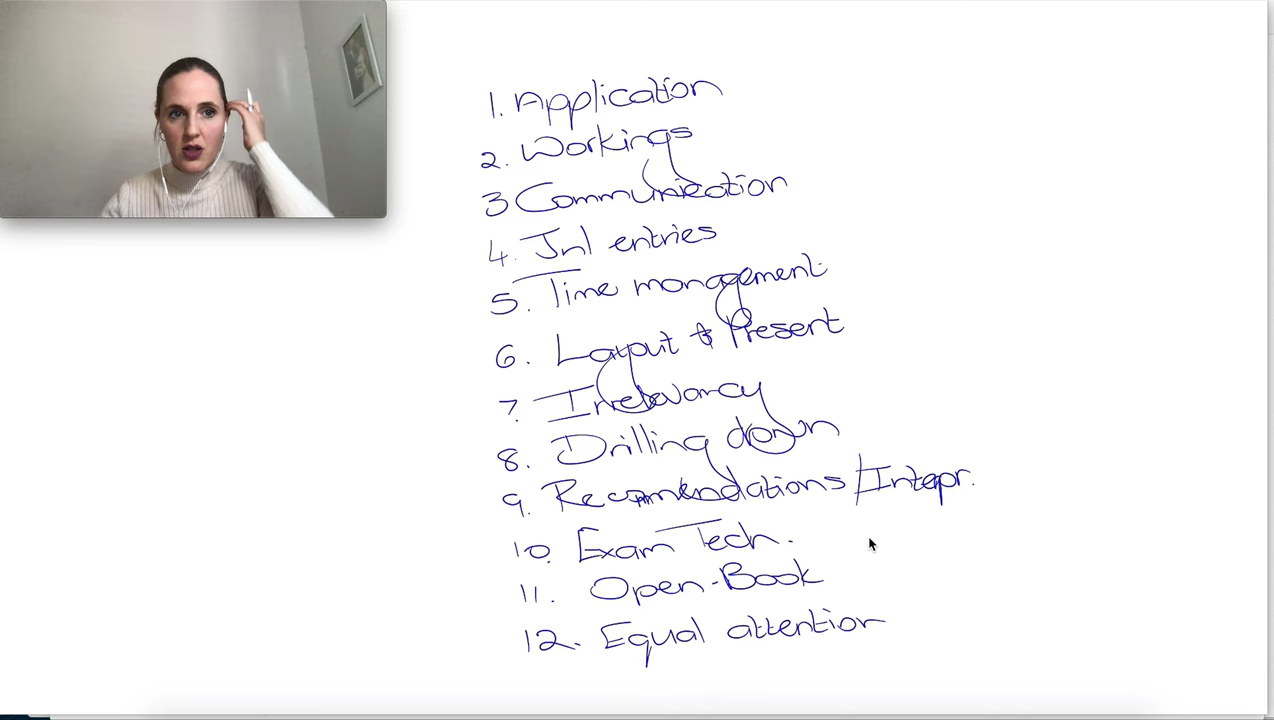 1. Application
2. Workings
3 Communication
4. Jnl entries
5. Time management
6. Layout & Present
7. Irrelevancy
8. Drilling down
9. Recommendations/Intepr.
10. Exam Tech.
11. Open-Book
12. Equal attention